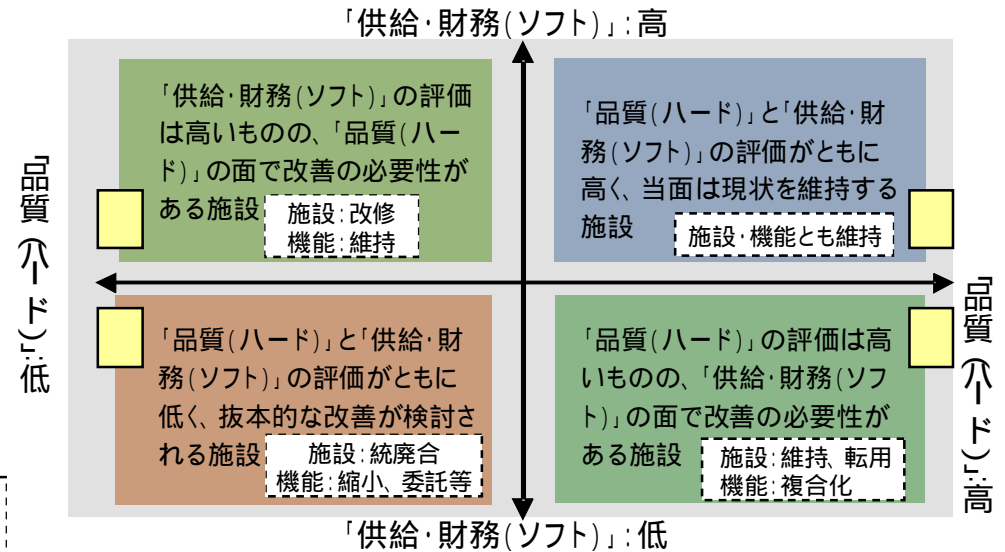 「供給・財務(ソフト)」:高
「供給・財務(ソフト)」の評価
は高いものの、「品質(ハー
ド)」の面で改善の必要性が
ある施設
施設:改修
機能:維持
「品質(ハード)」と「供給・財
務(ソフト)」の評価がともに
高く、当面は現状を維持する
施設
施設・機能とも維持
「品質(ハード)」:低
「品質(ハード)」:高
「品質(ハード)」と「供給・財
務(ソフト)」の評価がともに
低く、抜本的な改善が検討さ
れる施設
施設:統廃合
機能:縮小、委託等
「品質(ハード)」の評価は高
いものの、「供給・財務(ソフ
ト)」の面で改善の必要性が
ある施設
施設:維持、転用
機能:複合化
「供給・財務(ソフト)」:低